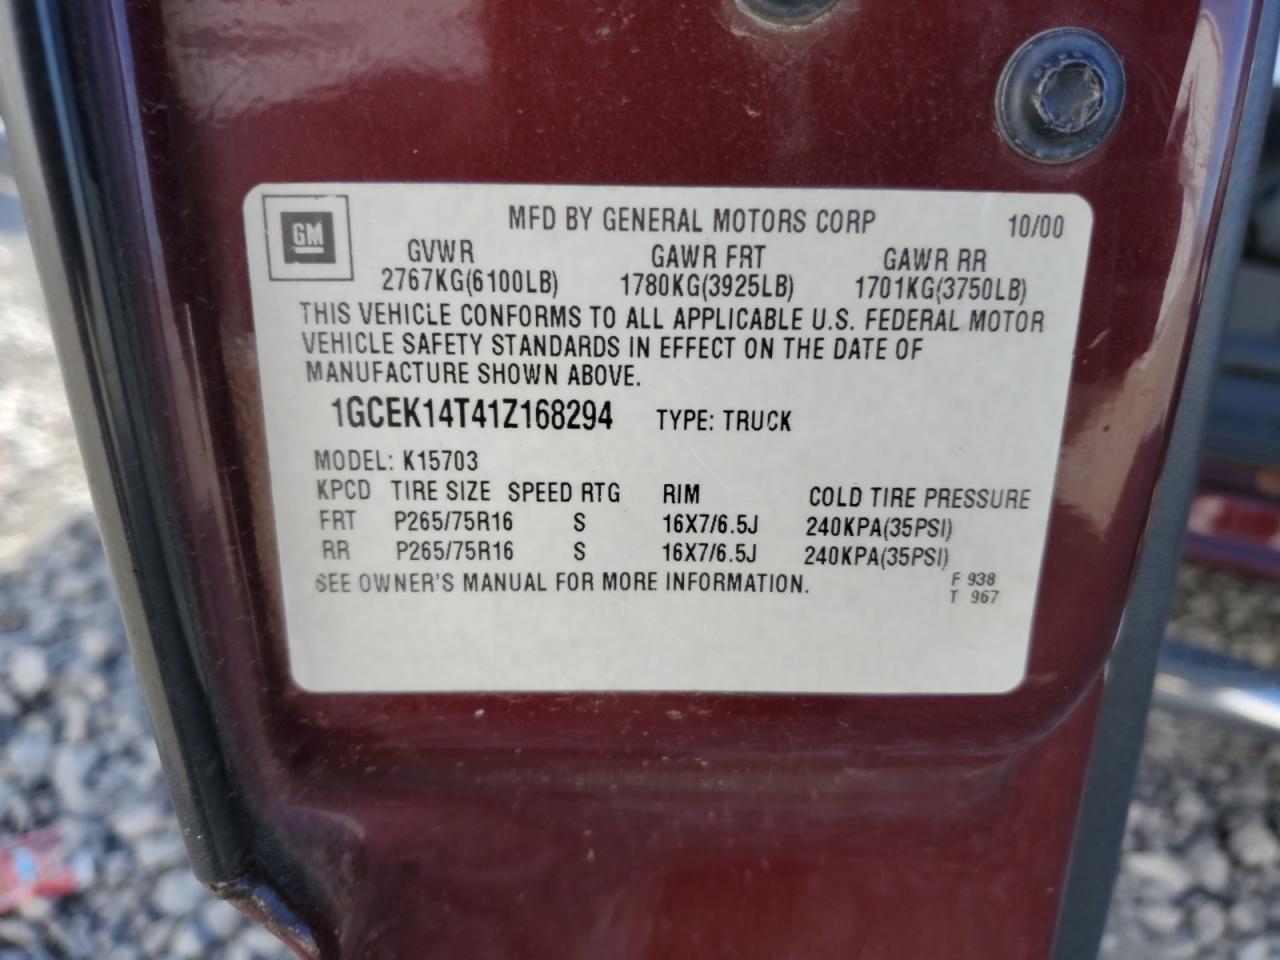 GM
MFD BY GENERAL MOTORS CORP 10/00
GVWR GAWR FRT GAWR RR
2767KG(6100LB) 1780KG(3925LB) 1701KG(3750LB)
THIS VEHICLE CONFORMS TO ALL APPLICABLE U.S. FEDERAL MOTOR
VEHICLE SAFETY STANDARDS IN EFFECT ON THE DATE OF
MANUFACTURE SHOWN ABOVE.
1GCEK14T41Z168294 TYPE: TRUCK
MODEL: K15703
KPCD TIRE SIZE SPEED RTG RIM COLD TIRE PRESSURE
FRT P265/75R16 S 16X7/6.5J 240KPA(35PSI)
RR P265/75R16 S 16X7/6.5J 240KPA(35PSI)
SEE OWNER'S MANUAL FOR MORE INFORMATION.
F 938
T 967